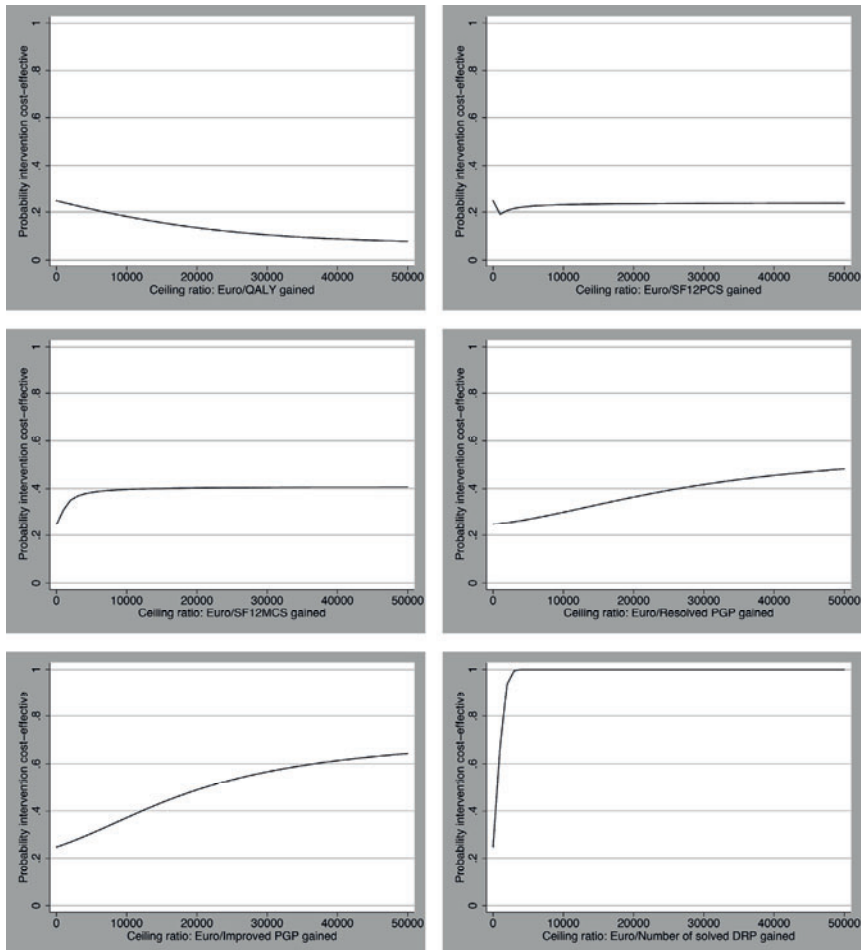 Probability intervention cost-effective
1
.8
.6
.4
.2
0
0 10000 20000 30000 40000 50000
Ceiling ratio: Euro/QALY gained
Probability intervention cost-effective
1
.8
.6
.4
.2
0
0 10000 20000 30000 40000 50000
Ceiling ratio: Euro/SF12PCS gained
Probability intervention cost-effective
1
.8
.6
.4
.2
0
0 10000 20000 30000 40000 50000
Ceiling ratio: Euro/SF12MCS gained
Probability intervention cost-effective
1
.8
.6
.4
.2
0
0 10000 20000 30000 40000 50000
Ceiling ratio: Euro/Resolved PGP gained
Probability intervention cost-effective
1
.8
.6
.4
.2
0
0 10000 20000 30000 40000 50000
Ceiling ratio: Euro/Improved PGP gained
Probability intervention cost-effective
1
.8
.6
.4
.2
0
0 10000 20000 30000 40000 50000
Ceiling ratio: Euro/Number of solved DRP gained